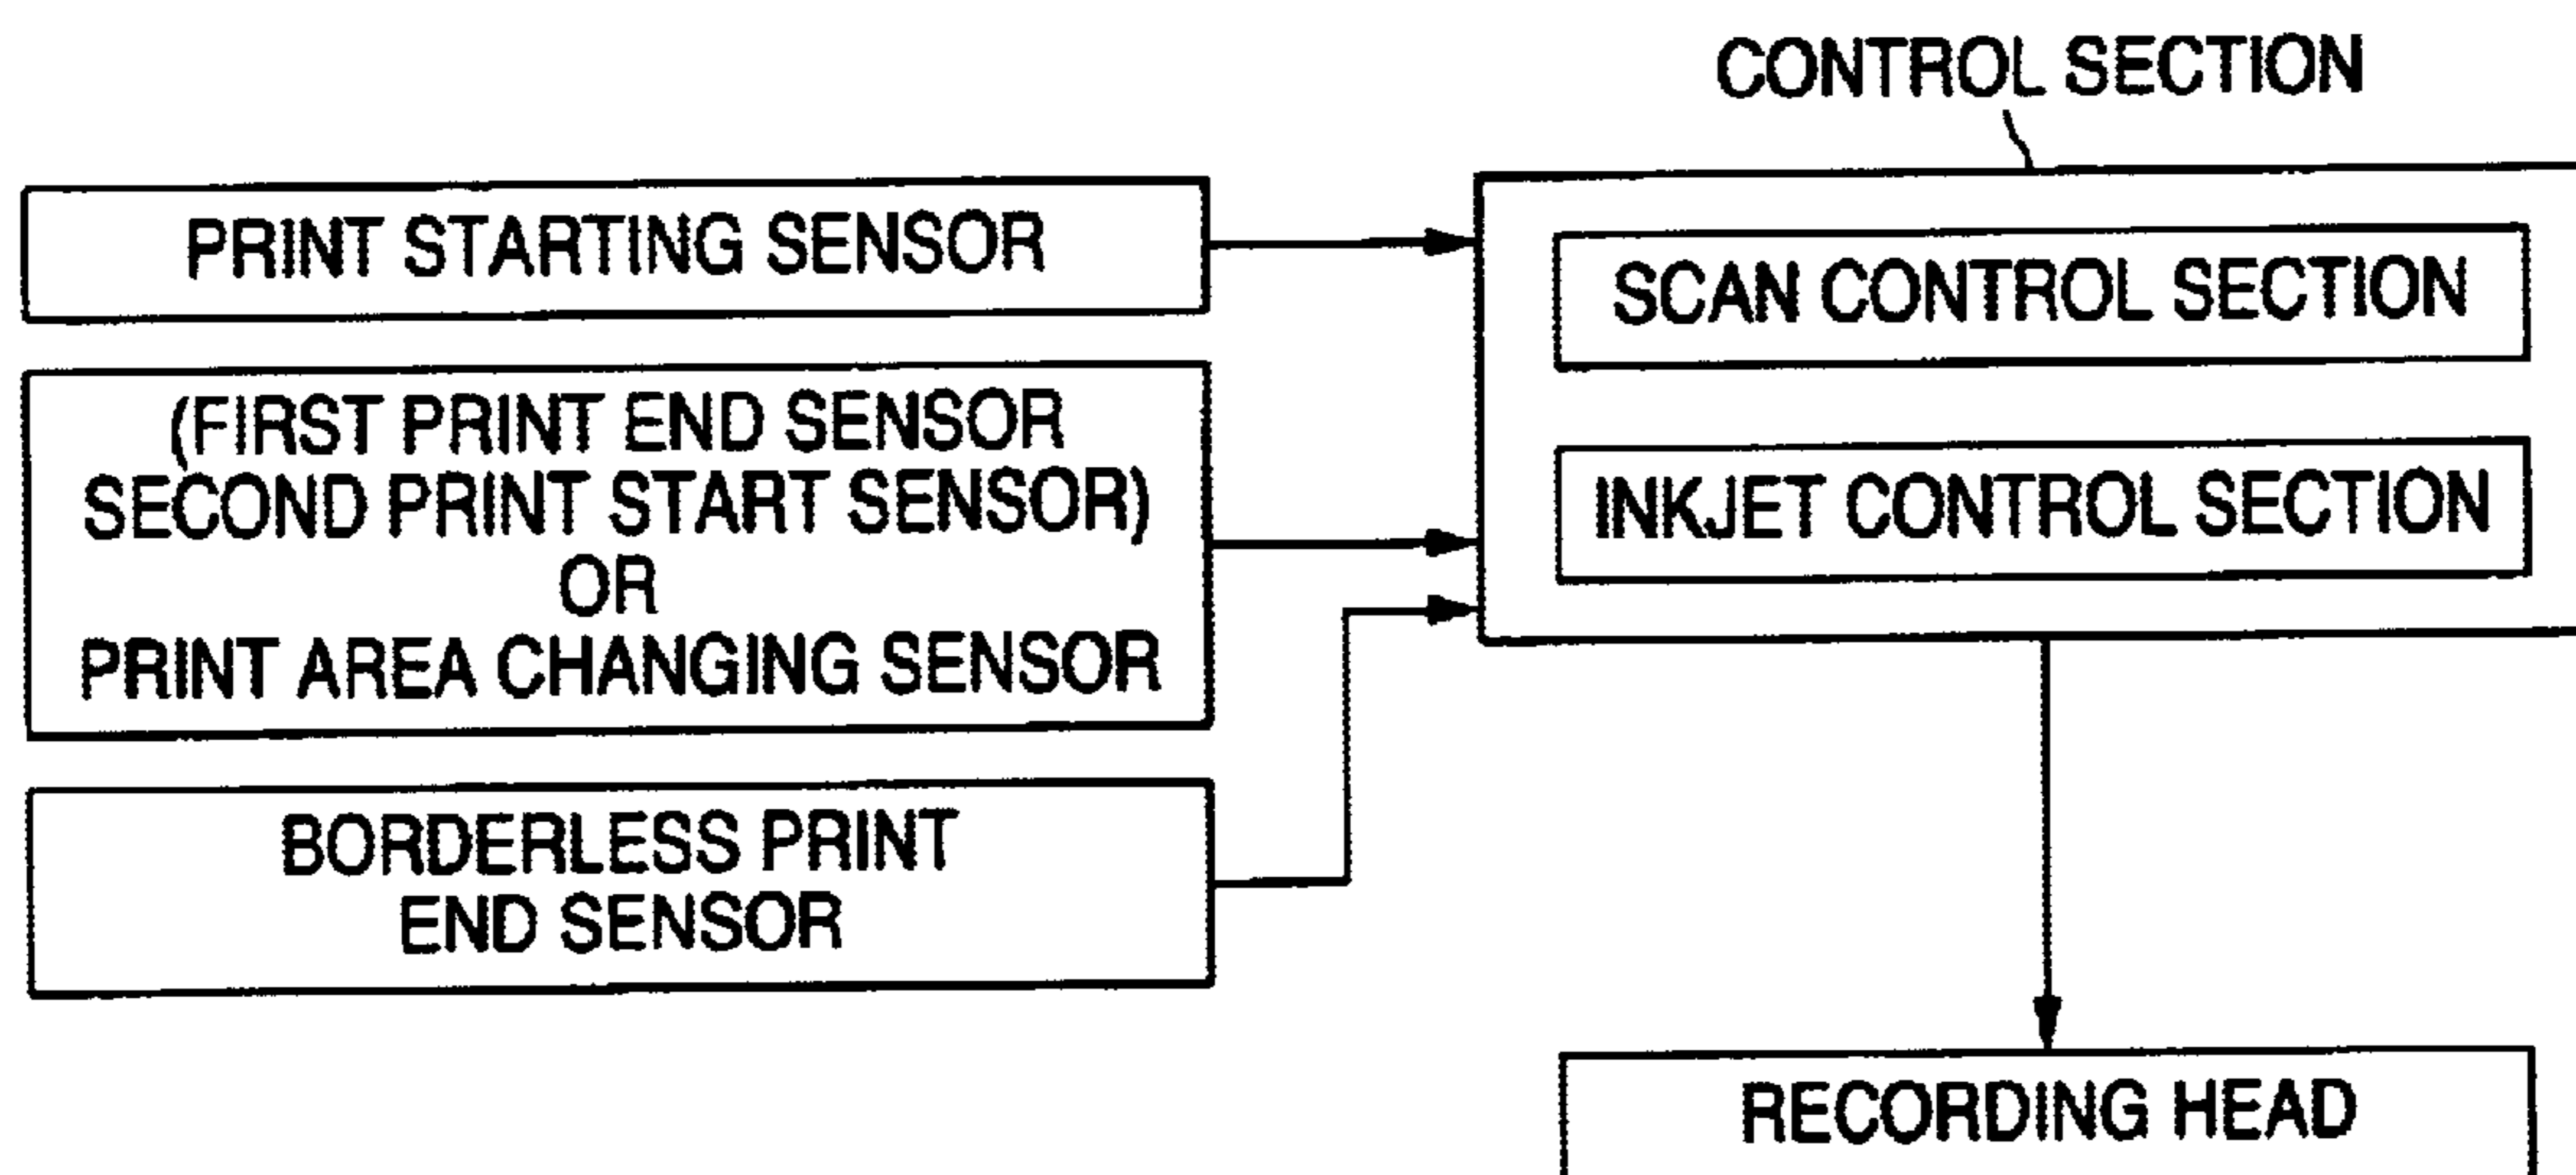 CONTROL SECTION
PRINT STARTING SENSOR
SCAN CONTROL SECTION
(FIRST PRINT END SENSOR
SECOND PRINT START SENSOR)
OR
PRINT AREA CHANGING SENSOR
INKJET CONTROL SECTION
BORDERLESS PRINT
END SENSOR
RECORDING HEAD